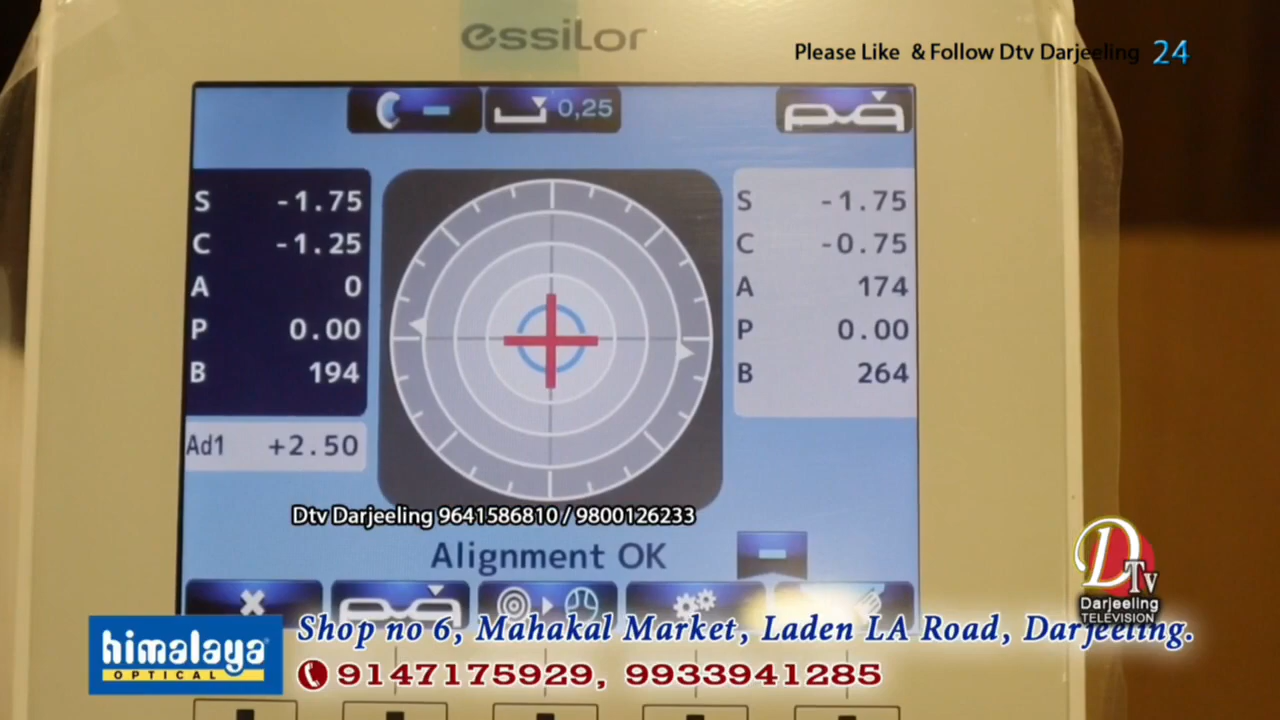 essilor
Please Like & Follow Dtv Darjeeling 24
0,25
S -1.75
C -1.25
A 0
P 0.00
B 194
Ad1 +2.50
S -1.75
C -0.75
A 174
P 0.00
B 264
Dtv Darjeeling 9641586810 / 9800126233
Alignment OK
DTv
Darjeeling
TELEVISION
himalaya
OPTICAL
Shop no 6, Mahakal Market, Laden LA Road, Darjeeling.
9147175929, 9933941285